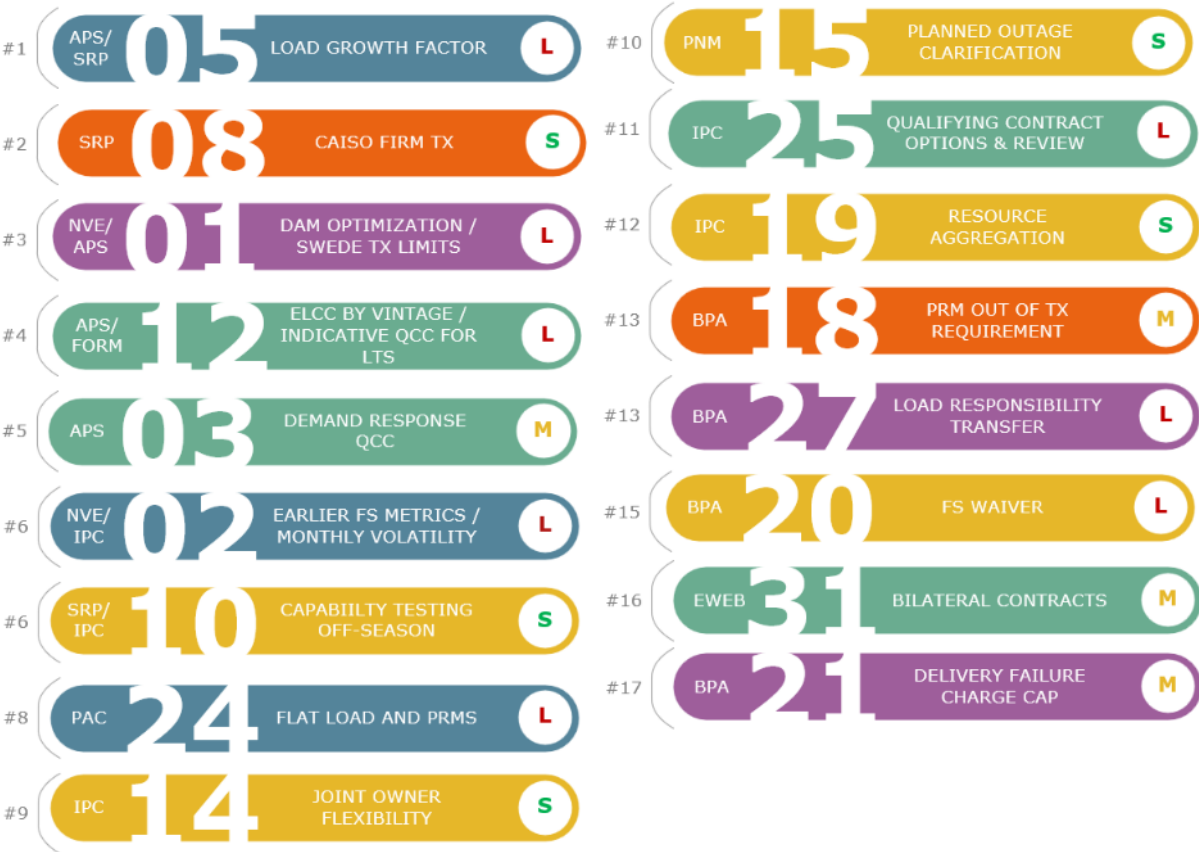 #1
APS/
SRP
05
LOAD GROWTH FACTOR
L
#2
SRP
08
CAISO FIRM TX
S
#3
NVE/
APS
01
DAM OPTIMIZATION /
SWEDE TX LIMITS
L
#4
APS/
FORM
12
ELCC BY VINTAGE /
INDICATIVE QCC FOR
LTS
L
#5
APS
03
DEMAND RESPONSE
QCC
M
#6
NVE/
IPC
02
EARLIER FS METRICS /
MONTHLY VOLATILITY
L
#6
SRP/
IPC
10
CAPABIILTY TESTING
OFF-SEASON
S
#8
PAC
24
FLAT LOAD AND PRMS
L
#9
IPC
14
JOINT OWNER
FLEXIBILITY
S
#10
PNM
15
PLANNED OUTAGE
CLARIFICATION
S
#11
IPC
25
QUALIFYING CONTRACT
OPTIONS & REVIEW
L
#12
IPC
19
RESOURCE
AGGREGATION
S
#13
BPA
18
PRM OUT OF TX
REQUIREMENT
M
#13
BPA
27
LOAD RESPONSIBILITY
TRANSFER
L
#15
BPA
20
FS WAIVER
L
#16
EWEB
31
BILATERAL CONTRACTS
M
#17
BPA
21
DELIVERY FAILURE
CHARGE CAP
M